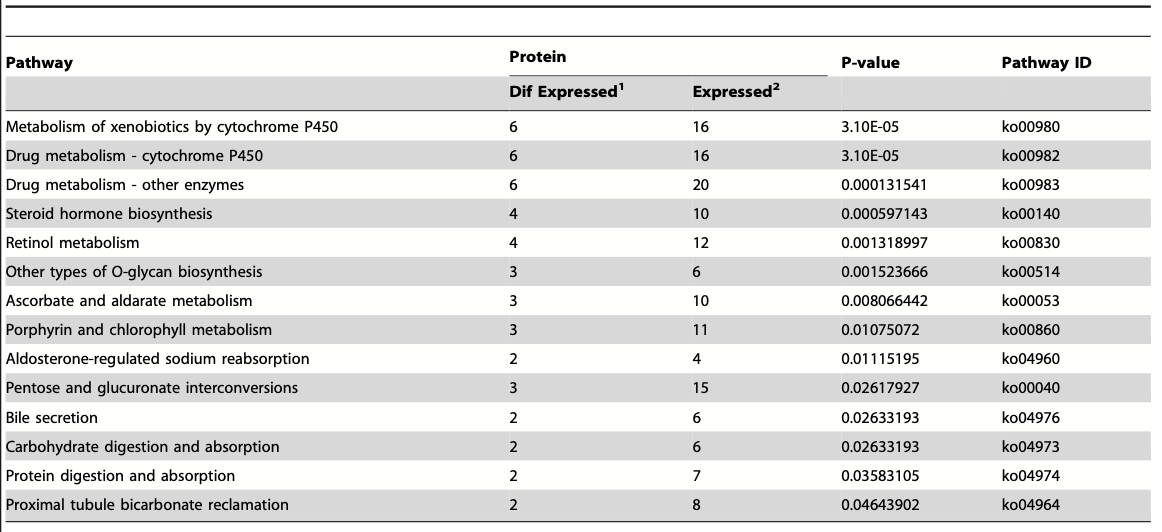 Pathway Protein P-value Pathway ID
Dif Expressed¹ Expressed²
Metabolism of xenobiotics by cytochrome P450 6 16 3.10E-05 ko00980
Drug metabolism - cytochrome P450 6 16 3.10E-05 ko00982
Drug metabolism - other enzymes 6 20 0.000131541 ko00983
Steroid hormone biosynthesis 4 10 0.000597143 ko00140
Retinol metabolism 4 12 0.001318997 ko00830
Other types of O-glycan biosynthesis 3 6 0.001523666 ko00514
Ascorbate and aldarate metabolism 3 10 0.008066442 ko00053
Porphyrin and chlorophyll metabolism 3 11 0.01075072 ko00860
Aldosterone-regulated sodium reabsorption 2 4 0.01115195 ko04960
Pentose and glucuronate interconversions 3 15 0.02617927 ko00040
Bile secretion 2 6 0.02633193 ko04976
Carbohydrate digestion and absorption 2 6 0.02633193 ko04973
Protein digestion and absorption 2 7 0.03583105 ko04974
Proximal tubule bicarbonate reclamation 2 8 0.04643902 ko04964